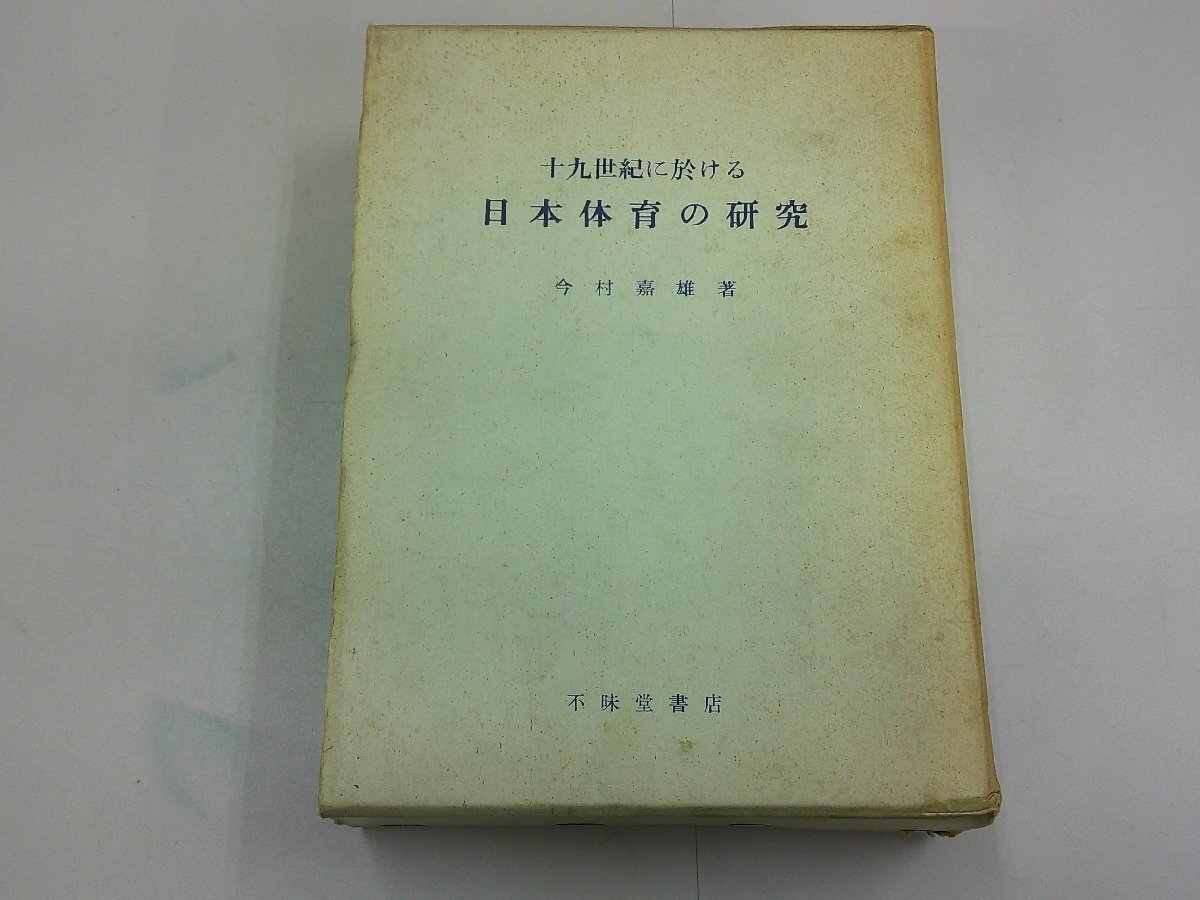 十九世紀に於ける
日本体育の研究
今村嘉雄著
不昧堂書店